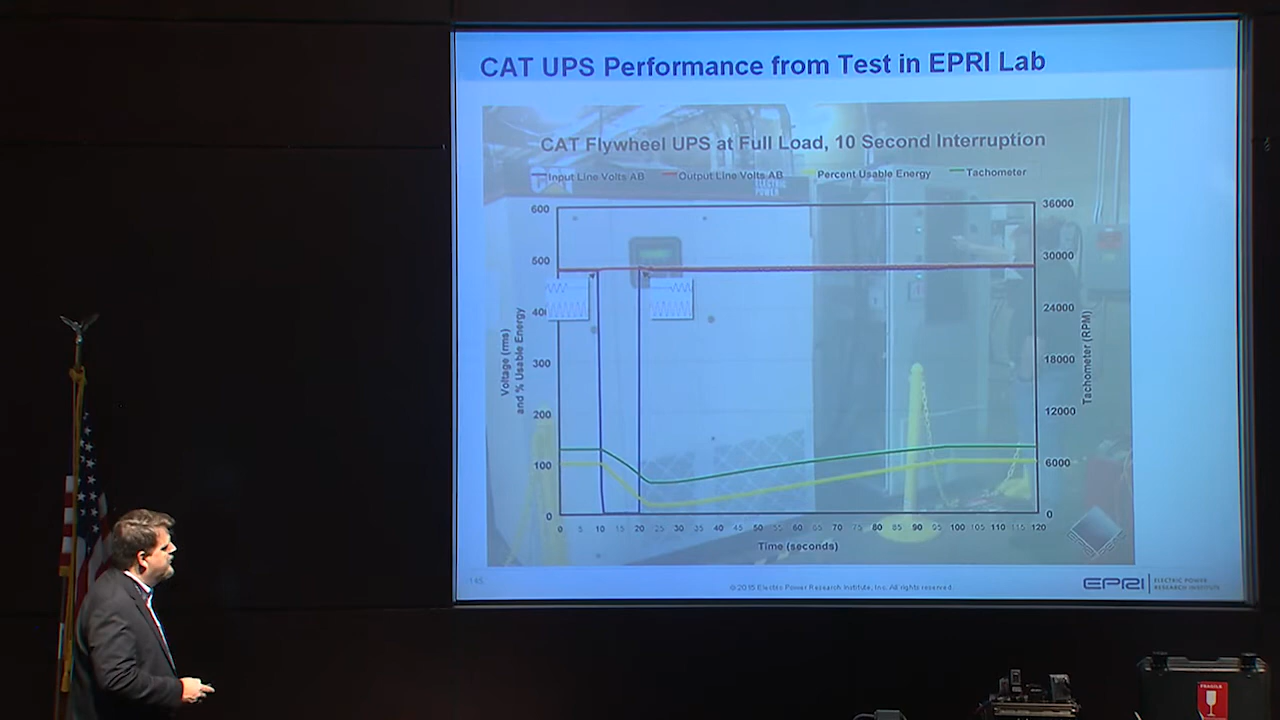 CAT UPS Performance from Test in EPRI Lab
CAT Flywheel UPS at Full Load, 10 Second Interruption
Input Line Volts AB Output Line Volts AB Percent Usable Energy Tachometer
ELECTRIC
POWER
600
500
400
300
200
100
0
36000
30000
24000
18000
12000
6000
0
Voltage (rms)
and % Usable Energy
Tachometer (RPM)
0 5 10 15 20 25 30 35 40 45 50 55 60 65 70 75 80 85 90 95 100 105 110 115 120
Time (seconds)
145
© 2015 Electric Power Research Institute, Inc. All rights reserved.
EPRI ELECTRIC POWER
RESEARCH INSTITUTE
FRAGILE